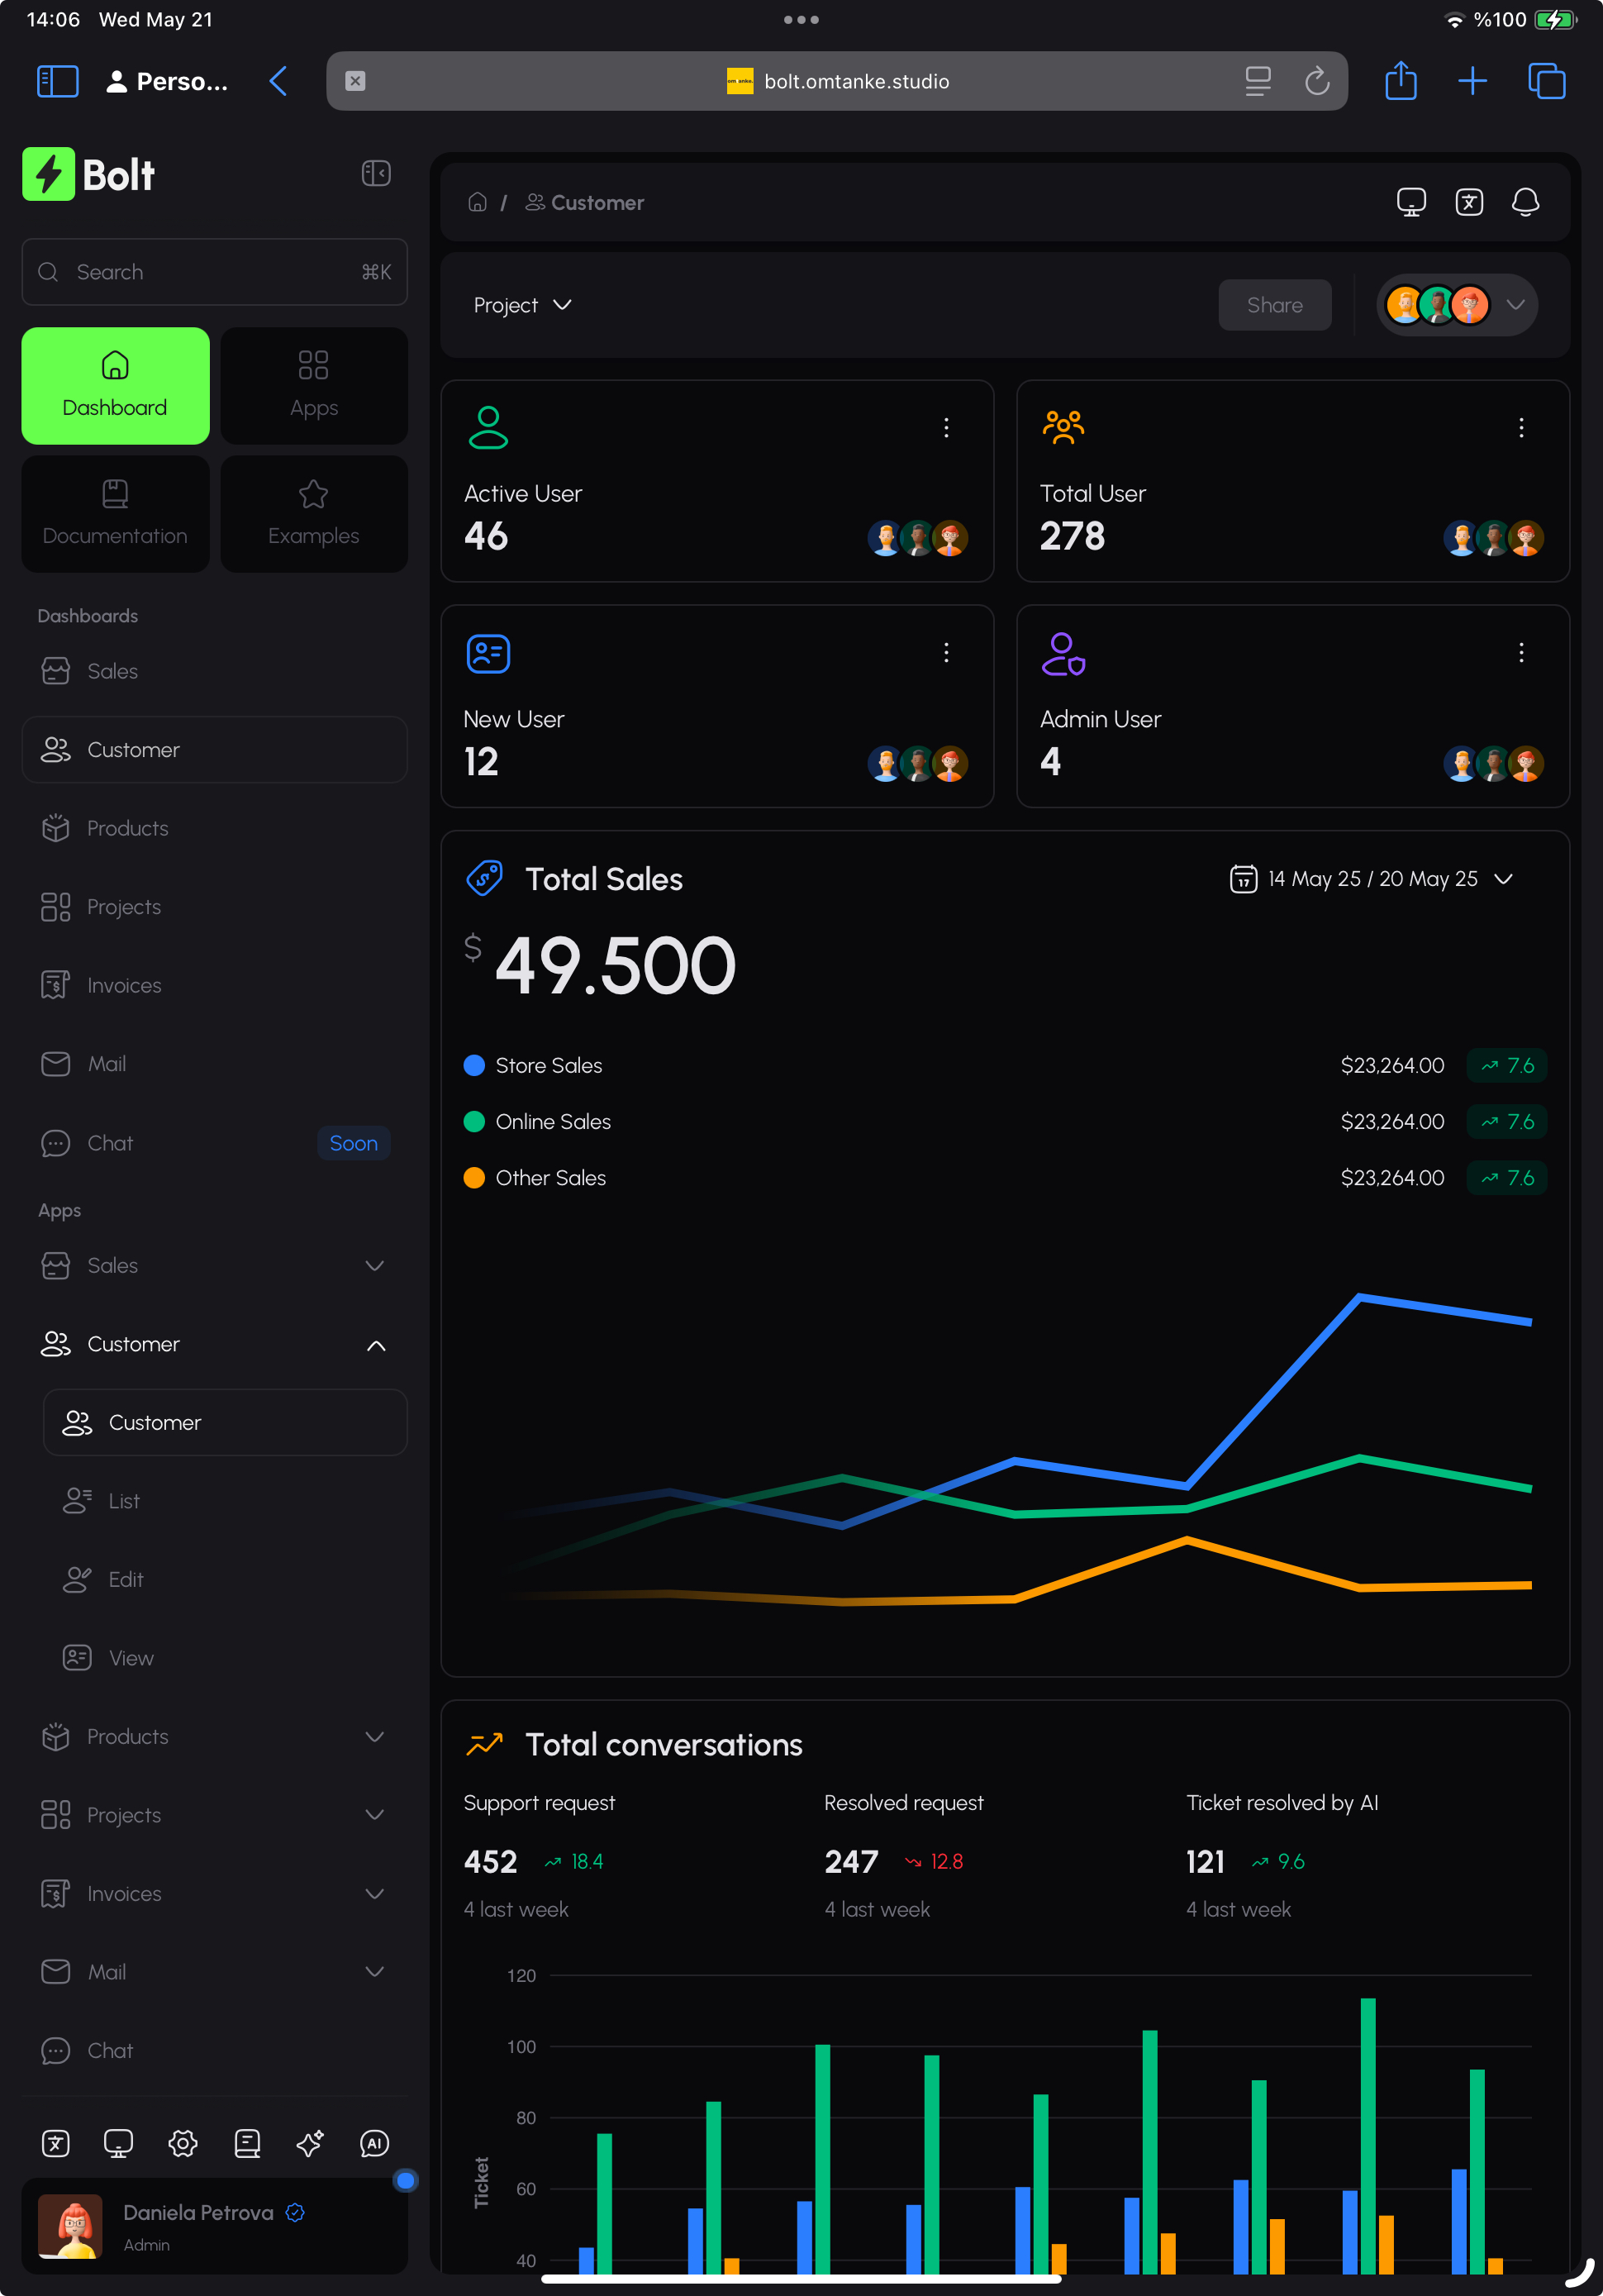 14:06 Wed May 21
%100
Perso...
bolt.omtanke.studio
Bolt
Search ⌘K
Dashboard
Apps
Documentation
Examples
Dashboards
Sales
Customer
Products
Projects
Invoices
Mail
Chat Soon
Apps
Sales
Customer
Customer
List
Edit
View
Products
Projects
Invoices
Mail
Chat
AI
Daniela Petrova
Admin
/ Customer
Project
Share
Active User
46
Total User
278
New User
12
Admin User
4
Total Sales
17 14 May 25 / 20 May 25
$ 49.500
Store Sales $23,264.00 7.6
Online Sales $23,264.00 7.6
Other Sales $23,264.00 7.6
Total conversations
Support request
452 18.4
4 last week
Resolved request
247 12.8
4 last week
Ticket resolved by AI
121 9.6
4 last week
120
100
80
60
40
Ticket